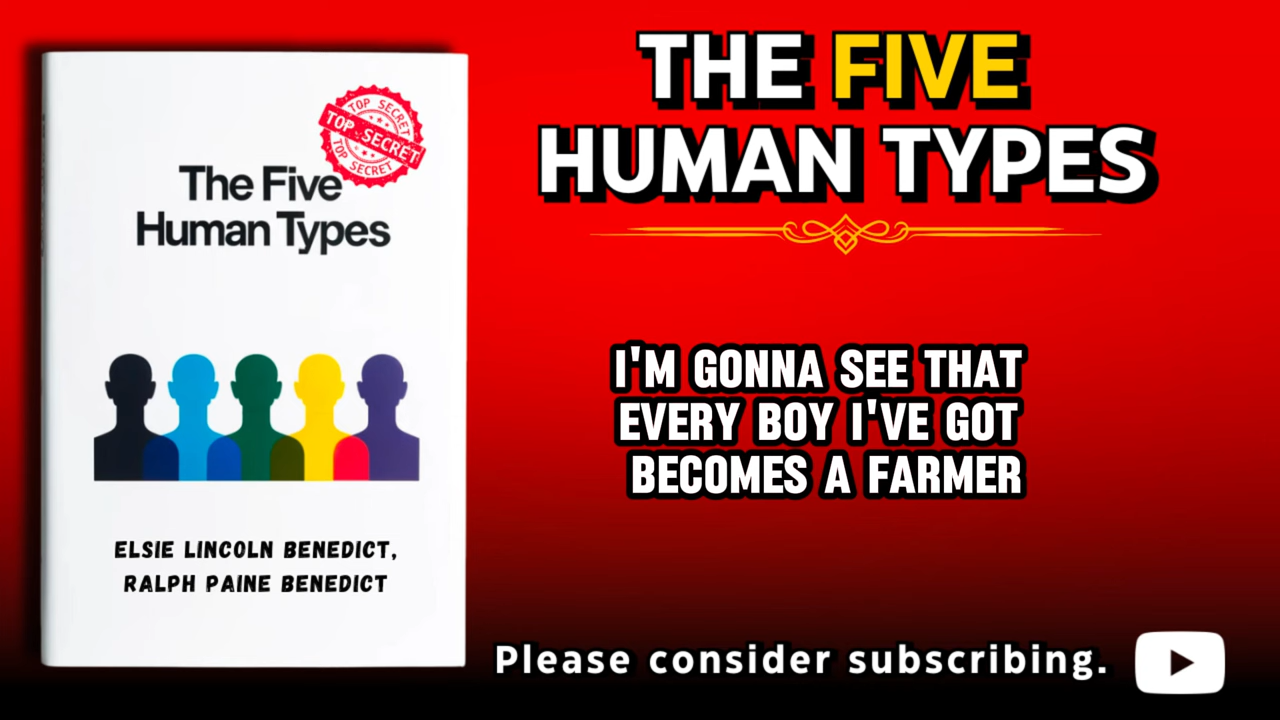 TOP SECRET
TOP SECRET
TOP SECRET
The Five
Human Types
ELSIE LINCOLN BENEDICT,
RALPH PAINE BENEDICT
THE FIVE
HUMAN TYPES
I'M GONNA SEE THAT
EVERY BOY I'VE GOT
BECOMES A FARMER
Please consider subscribing.